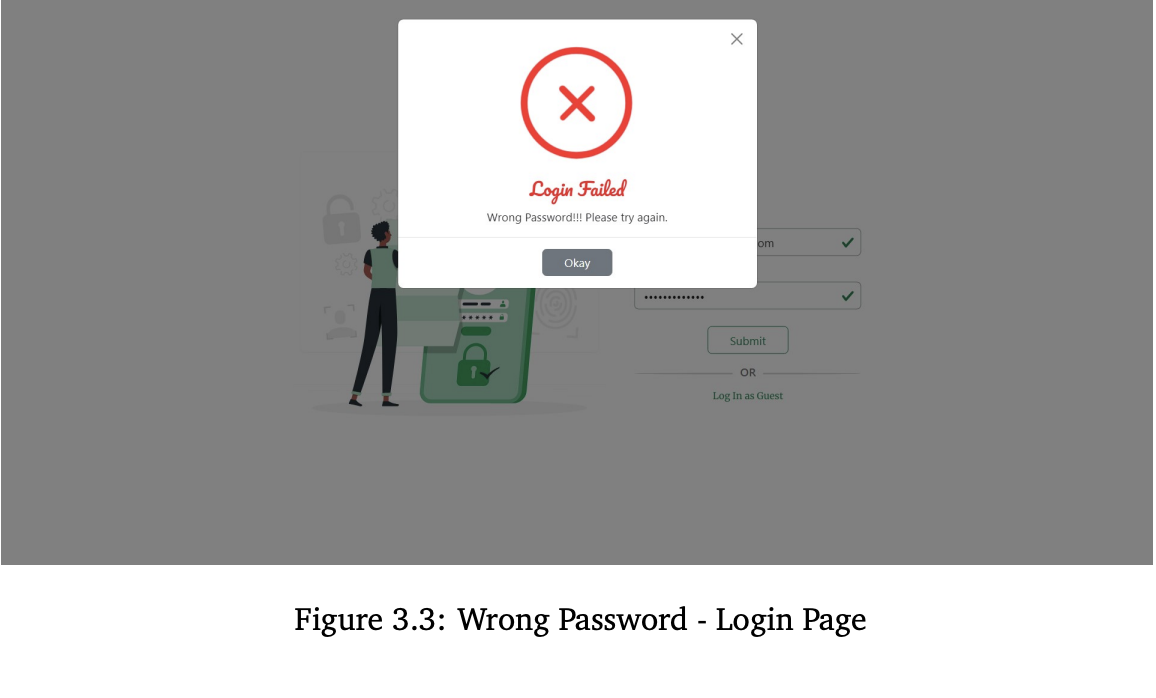 Login Failed
Wrong Password!!! Please try again.
Okay
om
Submit
OR
Log In as Guest
Figure 3.3: Wrong Password - Login Page